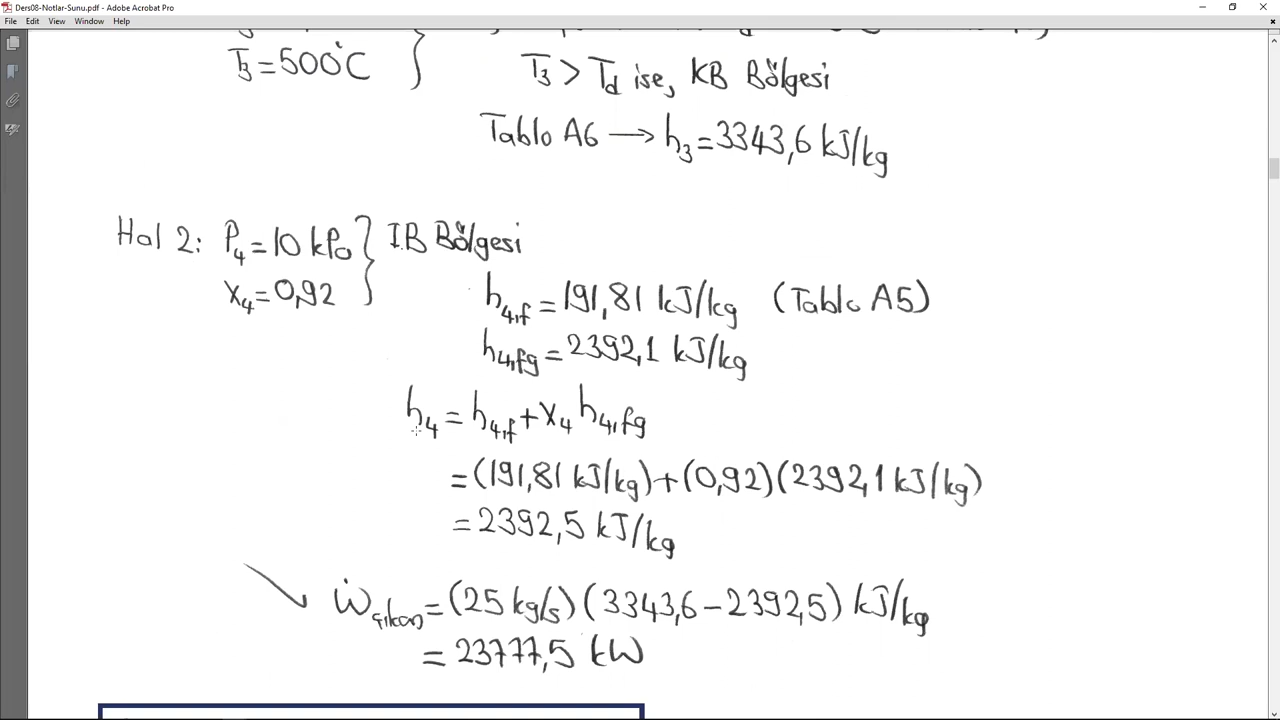 Ders08-Notlar-Sunu.pdf - Adobe Acrobat Pro
File Edit View Window Help
T₃=500°C
T₃ > Td ise, KB Bölgesi
Tablo A6 → h₃=3343,6 kJ/kg
Hal 2: P₄=10 kPa } I.B Bölgesi
x₄=0,92
h₄,f=191,81 kJ/kg (Tablo A5)
h₄,fg=2392,1 kJ/kg
h₄ = h₄,f + x₄ h₄,fg
=(191,81 kJ/kg)+(0,92)(2392,1 kJ/kg)
=2392,5 kJ/kg
Ẇçıkan=(25 kg/s)(3343,6-2392,5) kJ/kg
= 23777,5 kW